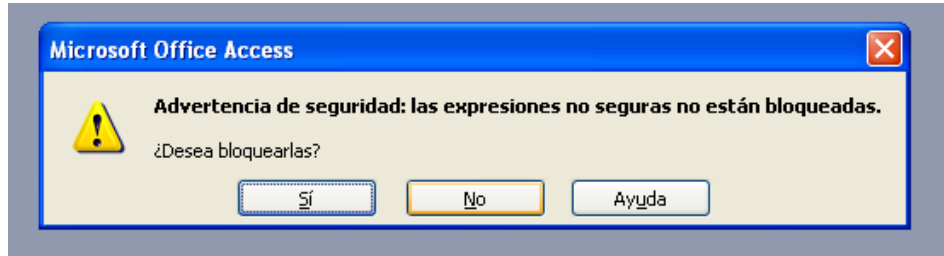 Microsoft Office Access
Advertencia de seguridad: las expresiones no seguras no están bloqueadas.
¿Desea bloquearlas?
Sí No Ayuda